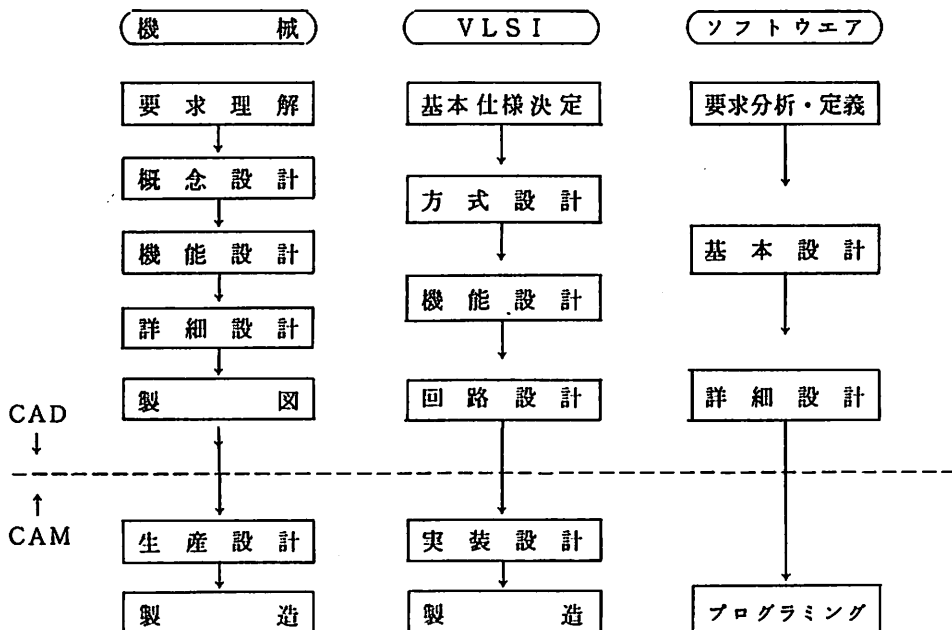 機械
VLSI
ソフトウエア
要求理解
概念設計
機能設計
詳細設計
製図
生産設計
製造
基本仕様決定
方式設計
機能設計
回路設計
実装設計
製造
要求分析・定義
基本設計
詳細設計
プログラミング
CAD
↓
↑
CAM